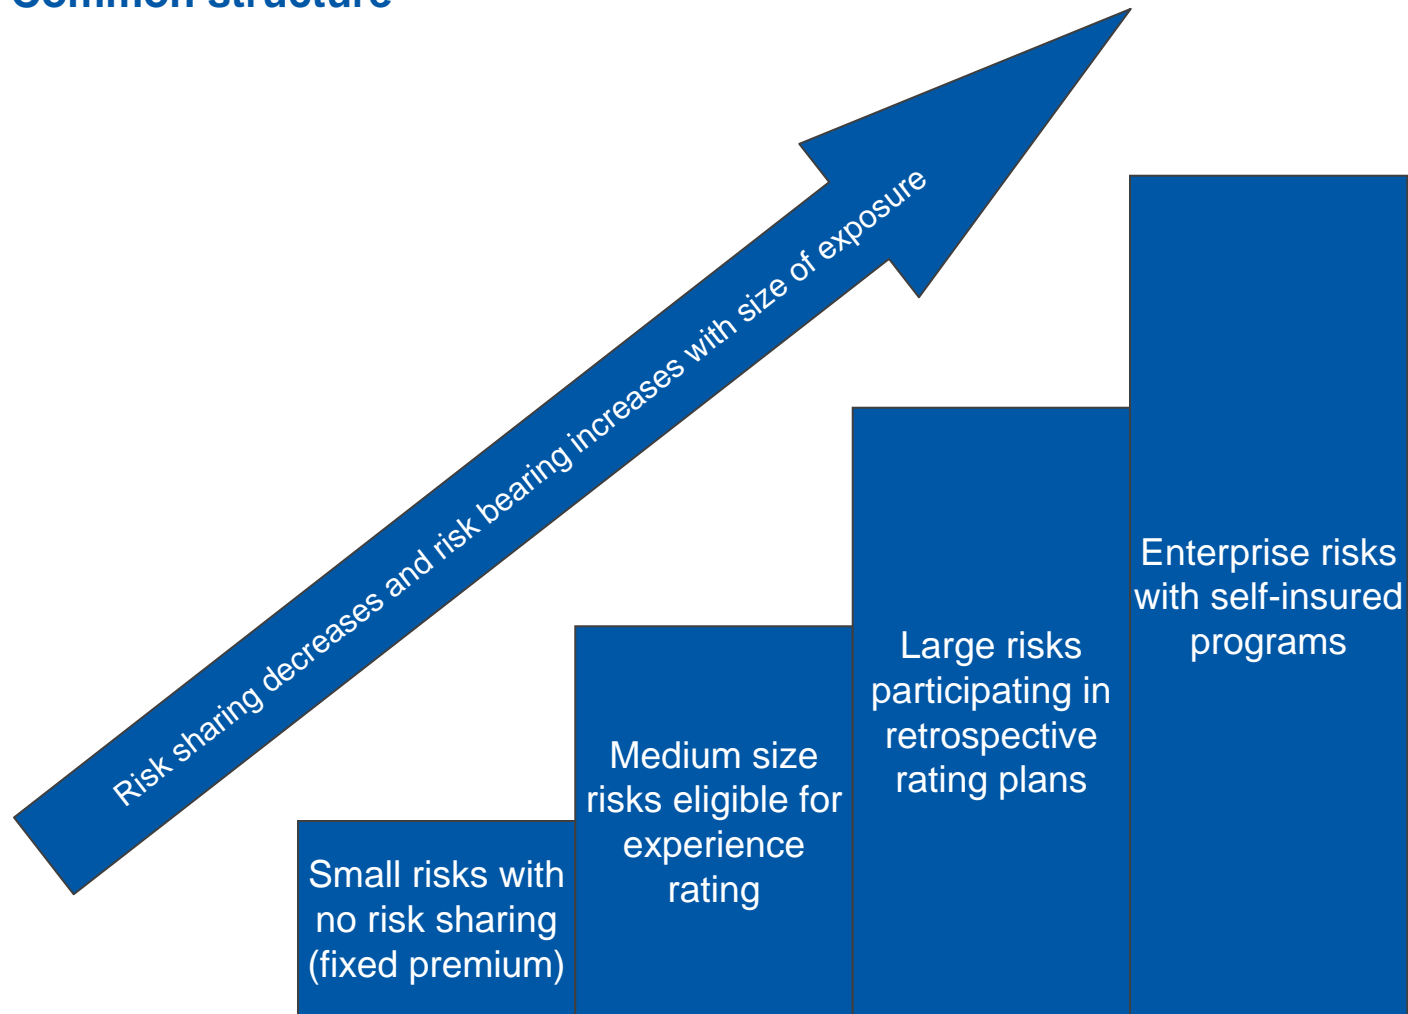 Common structure
Risk sharing decreases and risk bearing increases with size of exposure
Small risks with
no risk sharing
(fixed premium)
Medium size
risks eligible for
experience
rating
Large risks
participating in
retrospective
rating plans
Enterprise risks
with self-insured
programs